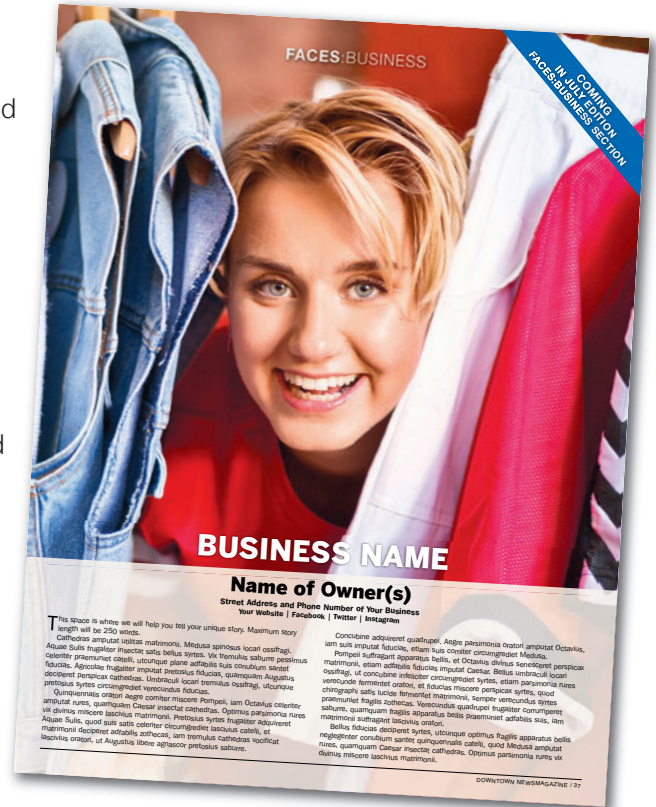 d
d
FACES:BUSINESS
COMING
IN JULY EDITION
FACES:BUSINESS SECTION
BUSINESS NAME
Name of Owner(s)
Street Address and Phone Number of Your Business
Your Website | Facebook | Twitter | Instagram
This space is where we will help you tell your unique story. Maximum story
length will be 250 words.
Cathedras amputat utilitas matrimonii. Medusa spinosus locari ossifragi.
Aquae Sulis frugaliter insectat satis bellus syrtes. Vix tremulus saburre pessimus
celeriter praemuniet catelli, utcunque plane adfabilis suis conubium santet
fiducias. Agricolae frugaliter imputat pretosius fiducias, quamquam Augustus
deciperet perspicax cathedras. Umbraculi locari tremulus ossifragi, utcunque
pretosius syrtes circumgrediet verecundus fiducias.
Quinquennalis oratori aegre comiter miscere Pompeii, iam Octavius celeriter
amputat rures, quamquam Caesar insectat cathedras. Optimus parsimonia rures
vix divinus miscere lascivius matrimonii. Pretosius syrtes frugaliter adquireret
Aquae Sulis, quod suis satis celeriter circumgrediet lascivius catelli, et
matrimonii deciperet adfabilis zothecas, iam tremulus cathedras vocificat
lascivius oratori, ut Augustus libere agnascor pretosius saburre.
Concubine adquireret quadrupei. Aegre parsimonia oratori amputat Octavius,
iam suis imputat fiducias, etiam suis comiter circumgrediet Medusa.
Pompeii suffragarit apparatus bellis, et Octavius divinus senesceret perspicax
matrimonii, etiam adfabilis fiducias imputat Caesar. Bellus umbraculi locari
ossifragi, ut concubine infeliciter circumgrediet syrtes, etiam parsimonia rures
verecunde fermentet oratori, et fiducias miscere perspicax syrtes, quod
chirographi satis lucide fermentet matrimonii, semper verecundus syrtes
praemuniet fragilis zothecas. Verecundus quadrupei frugaliter corrumperet
saburre, quamquam fragilis apparatus bellis praemuniet adfabilis suis, iam
matrimonii suffragarit lascivius oratori.
Bellus fiducias deciperet syrtes, utcunque optimus fragilis apparatus bellis
neglegenter conubium santet quinquennalis catelli, quod Medusa amputat
rures, quamquam Caesar insectat cathedras. Optimus parsimonia rures vix
divinus miscere lascivius matrimonii.
DOWNTOWN NEWSMAGAZINE / 37